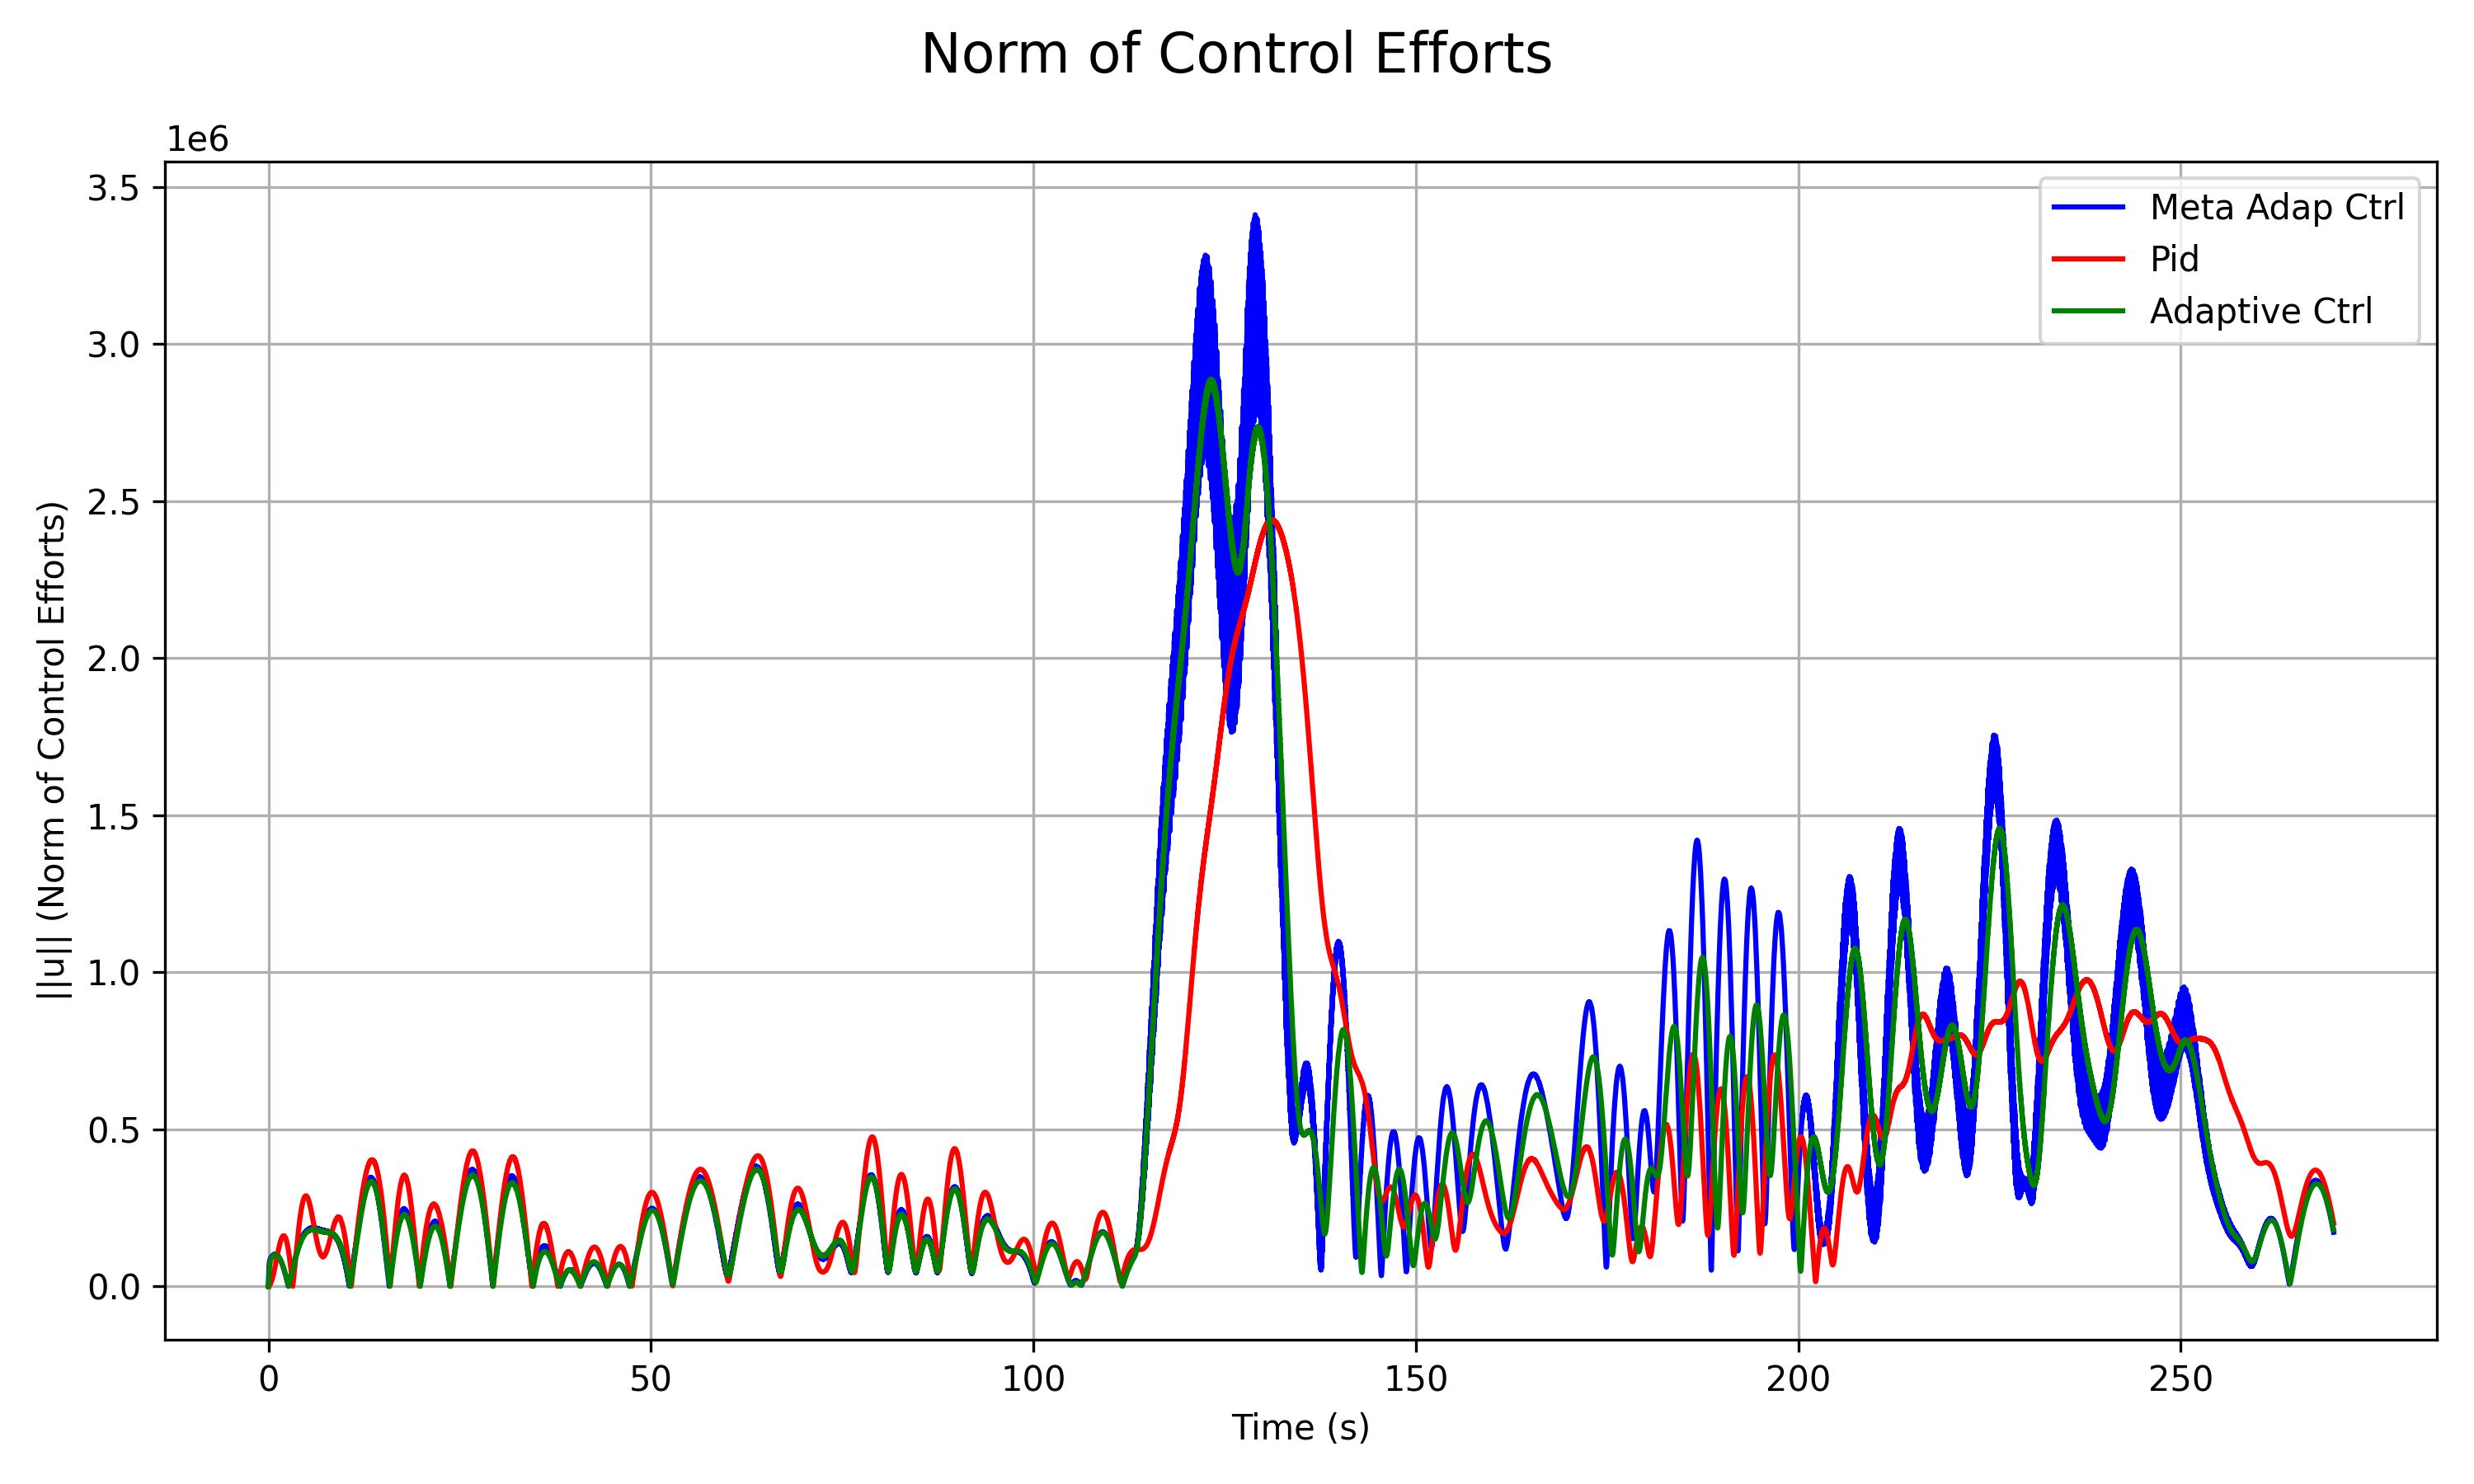 Norm of Control Efforts
1e6
3.5
3.0
2.5
2.0
1.5
1.0
0.5
0.0
||u|| (Norm of Control Efforts)
Meta Adap Ctrl
Pid
Adaptive Ctrl
0 50 100 150 200 250
Time (s)